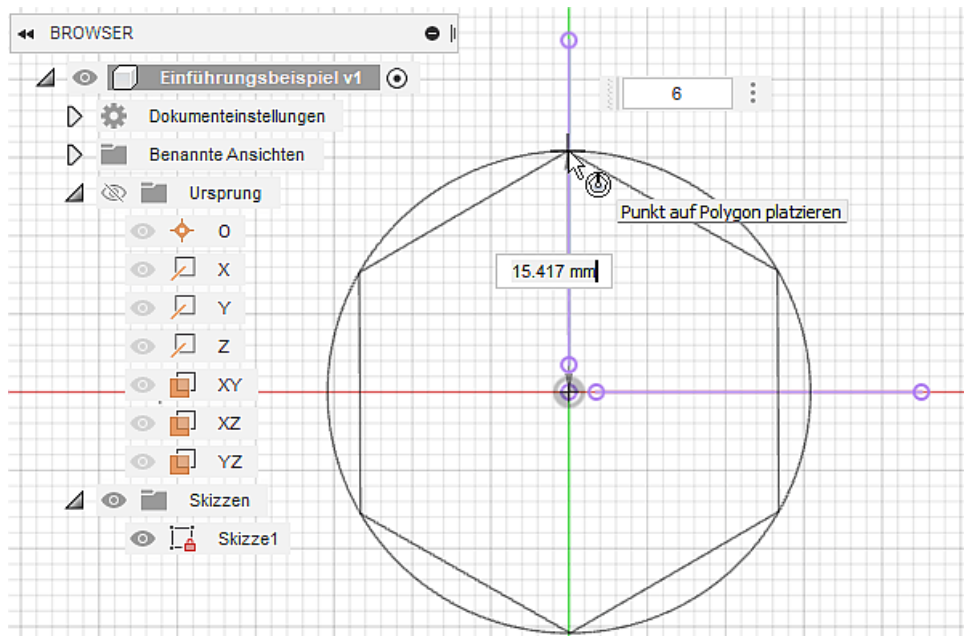 BROWSER
Einführungsbeispiel v1
6
Dokumenteinstellungen
Benannte Ansichten
Ursprung
Punkt auf Polygon platzieren
O
15.417 mm
X
Y
Z
XY
XZ
YZ
Skizzen
Skizze1